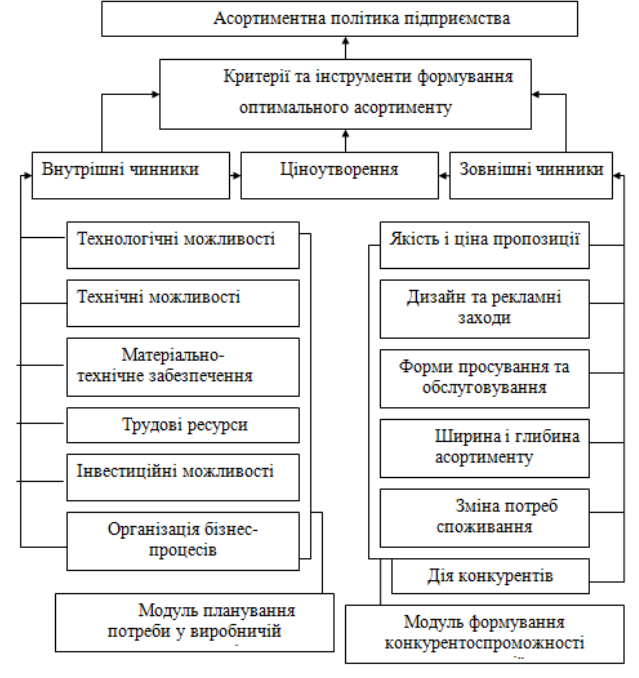 Асортиментна політика підприємства
Критерії та інструменти формування
оптимального асортименту
Внутрішні чинники
Ціноутворення
Зовнішні чинники
Технологічні можливості
Технічні можливості
Матеріально-
технічне забезпечення
Трудові ресурси
Інвестиційні можливості
Організація бізнес-
процесів
Модуль планування
потреби у виробничій
Якість і ціна пропозиції
Дизайн та рекламні
заходи
Форми просування та
обслуговування
Ширина і глибина
асортименту
Зміна потреб
споживання
Дія конкурентів
Модуль формування
конкурентоспроможності